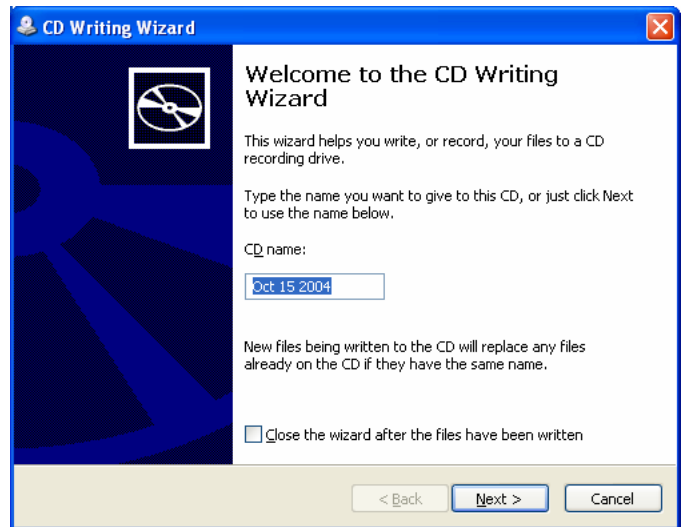 CD Writing Wizard
Welcome to the CD Writing
Wizard
This wizard helps you write, or record, your files to a CD
recording drive.
Type the name you want to give to this CD, or just click Next
to use the name below.
CD name:
Oct 15 2004
New files being written to the CD will replace any files
already on the CD if they have the same name.
Close the wizard after the files have been written
< Back Next > Cancel